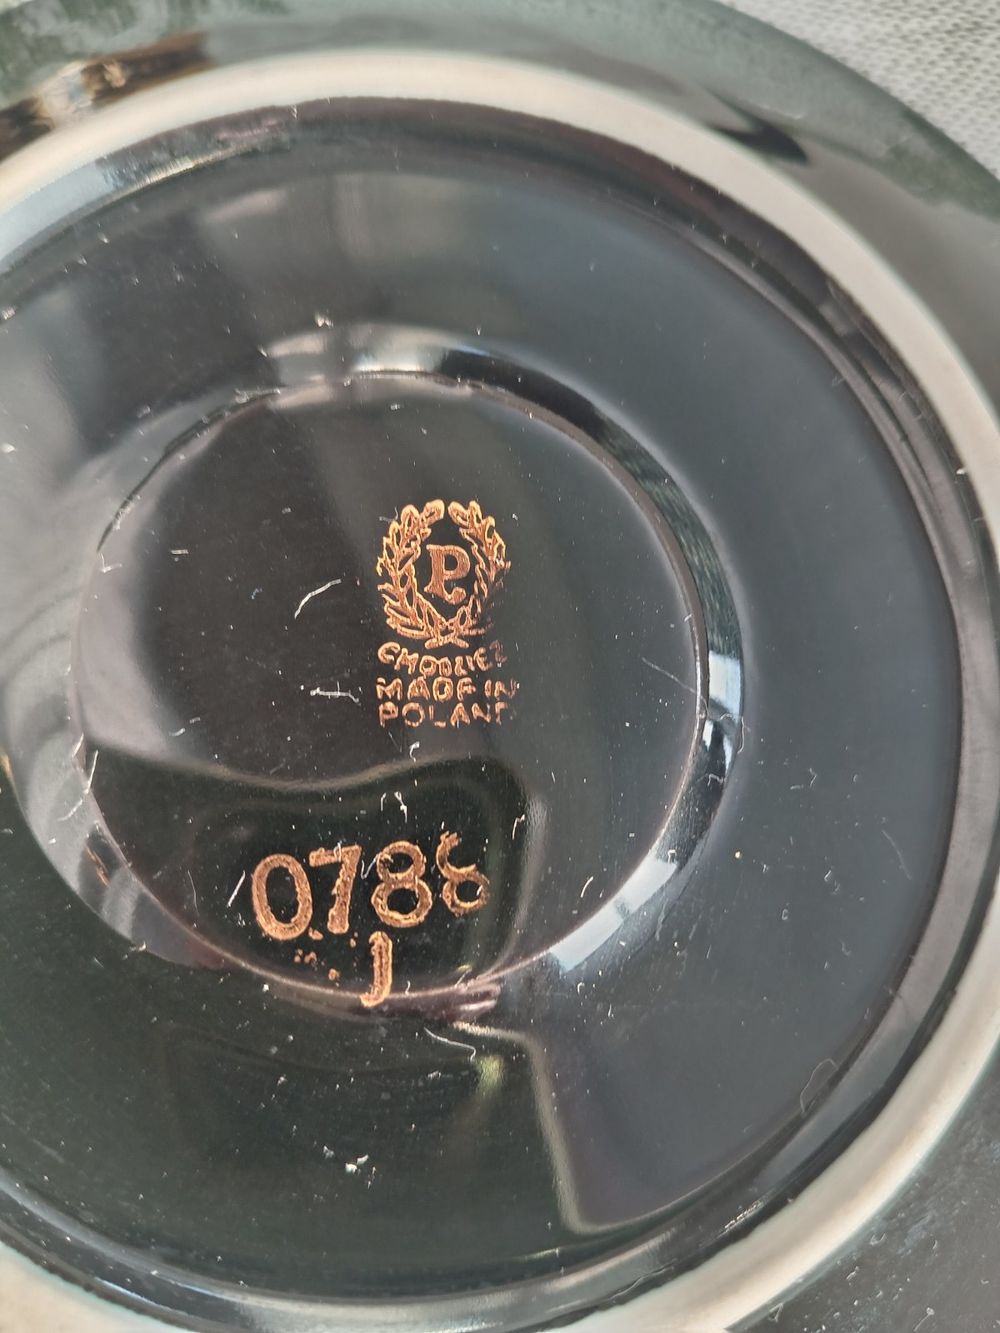 P
CHODZIEŻ
MADE IN
POLAND
0788
J